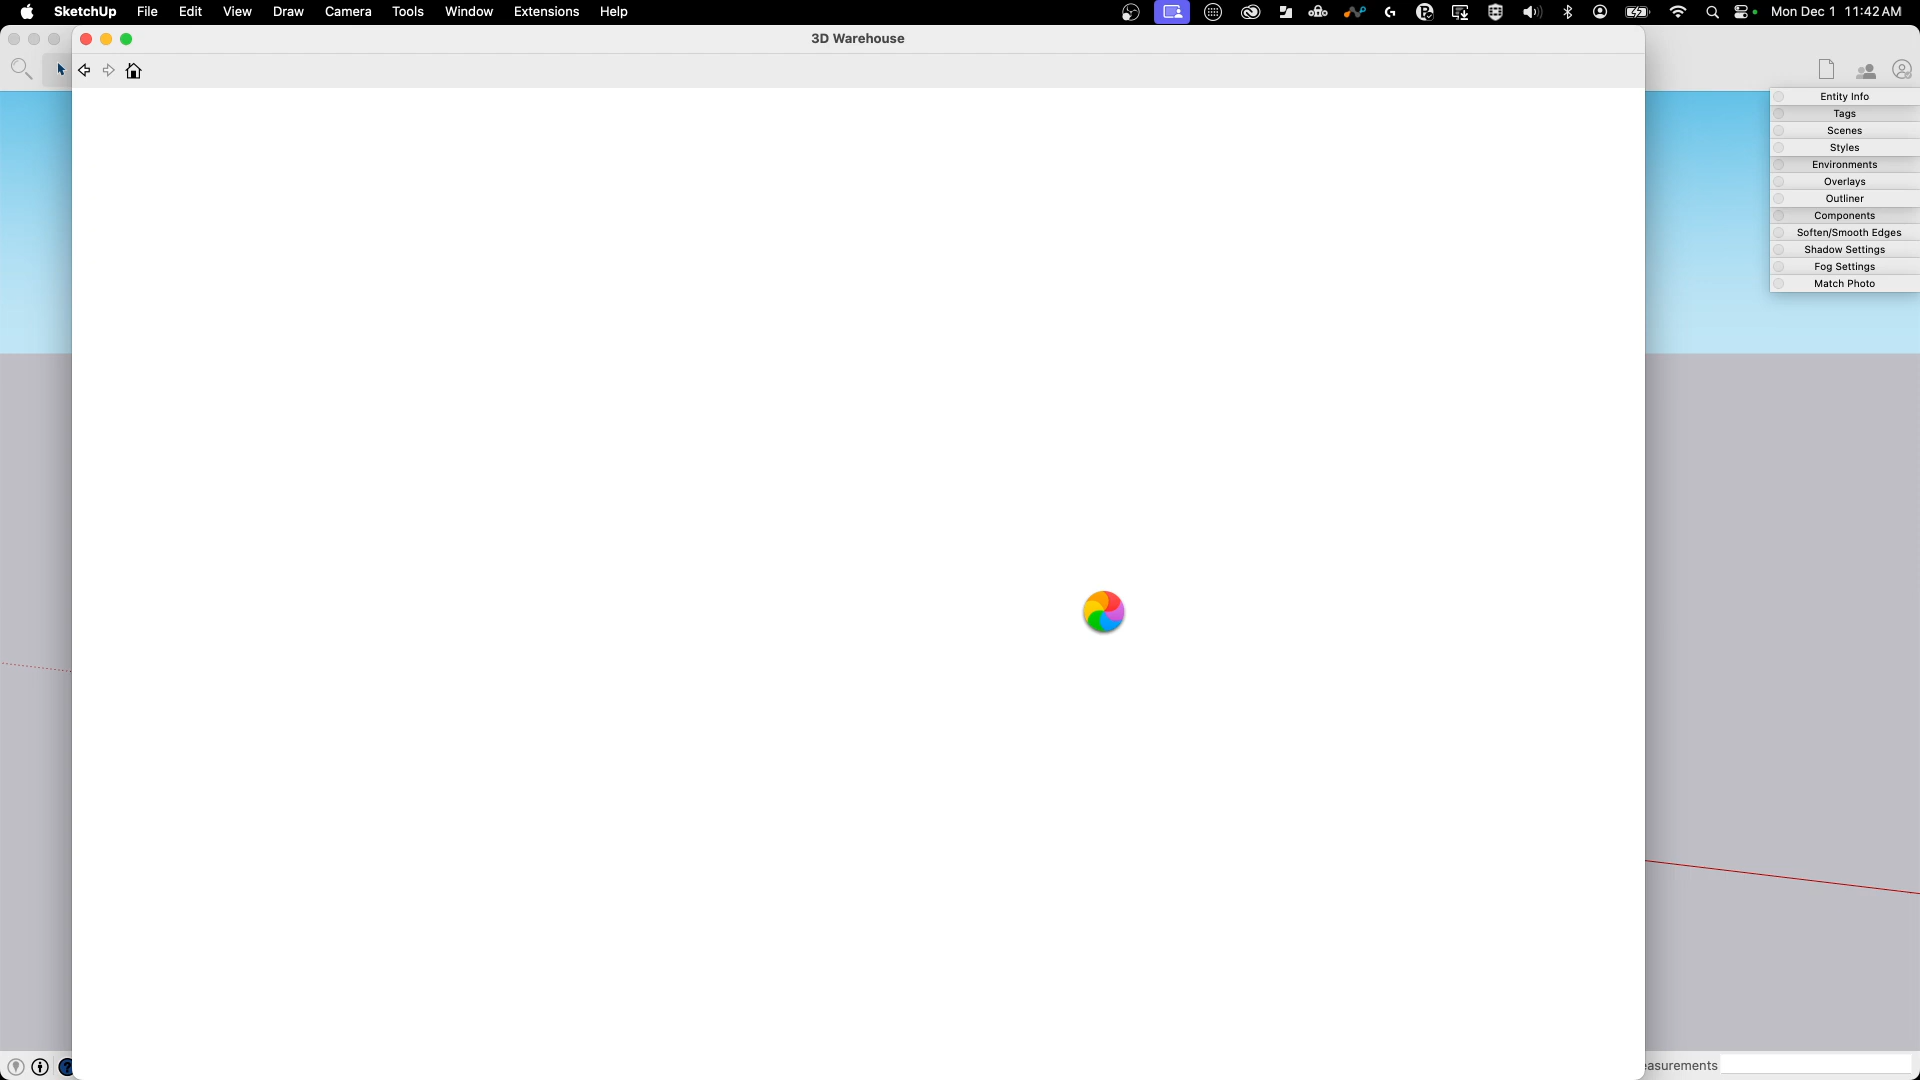 SketchUp File Edit View Draw Camera Tools Window Extensions Help Mon Dec 1 11:42 AM
3D Warehouse
Entity Info
Tags
Scenes
Styles
Environments
Overlays
Outliner
Components
Soften/Smooth Edges
Shadow Settings
Fog Settings
Match Photo
easurements